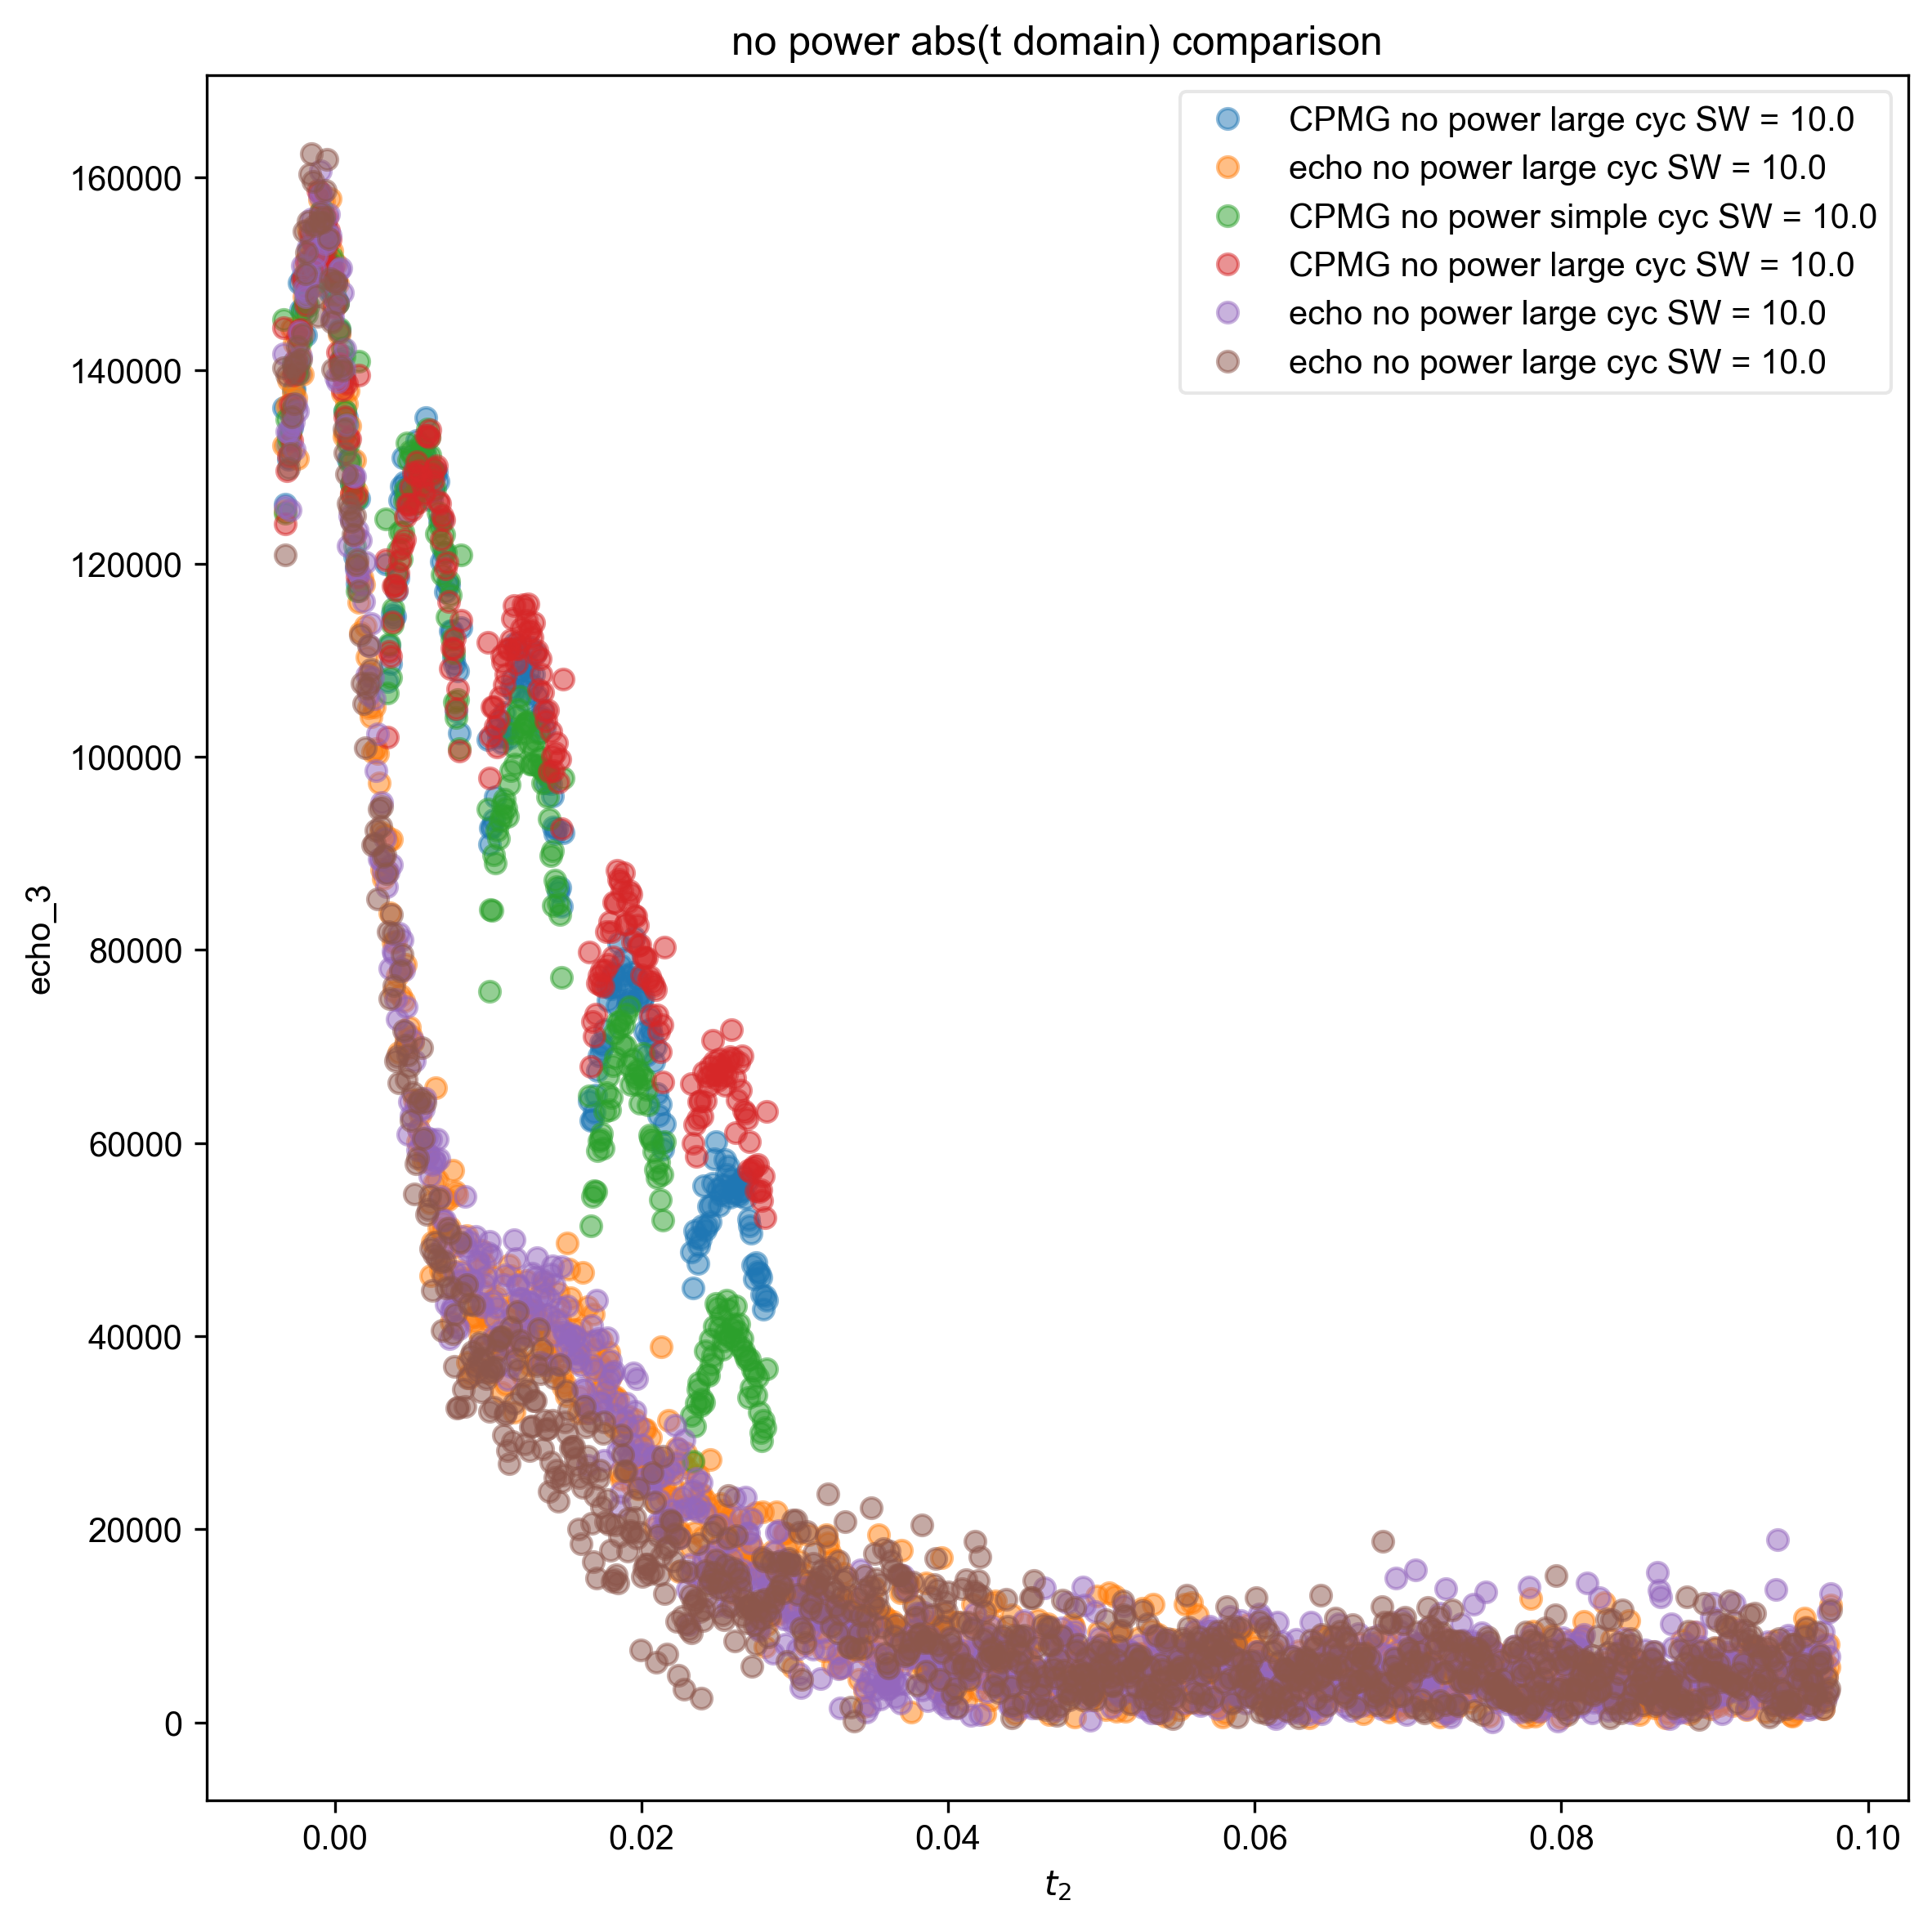 no power abs(t domain) comparison
CPMG no power large cyc SW = 10.0
echo no power large cyc SW = 10.0
CPMG no power simple cyc SW = 10.0
CPMG no power large cyc SW = 10.0
echo no power large cyc SW = 10.0
echo no power large cyc SW = 10.0
160000
140000
120000
100000
80000
60000
40000
20000
0
echo_3
0.00 0.02 0.04 0.06 0.08 0.10
t₂